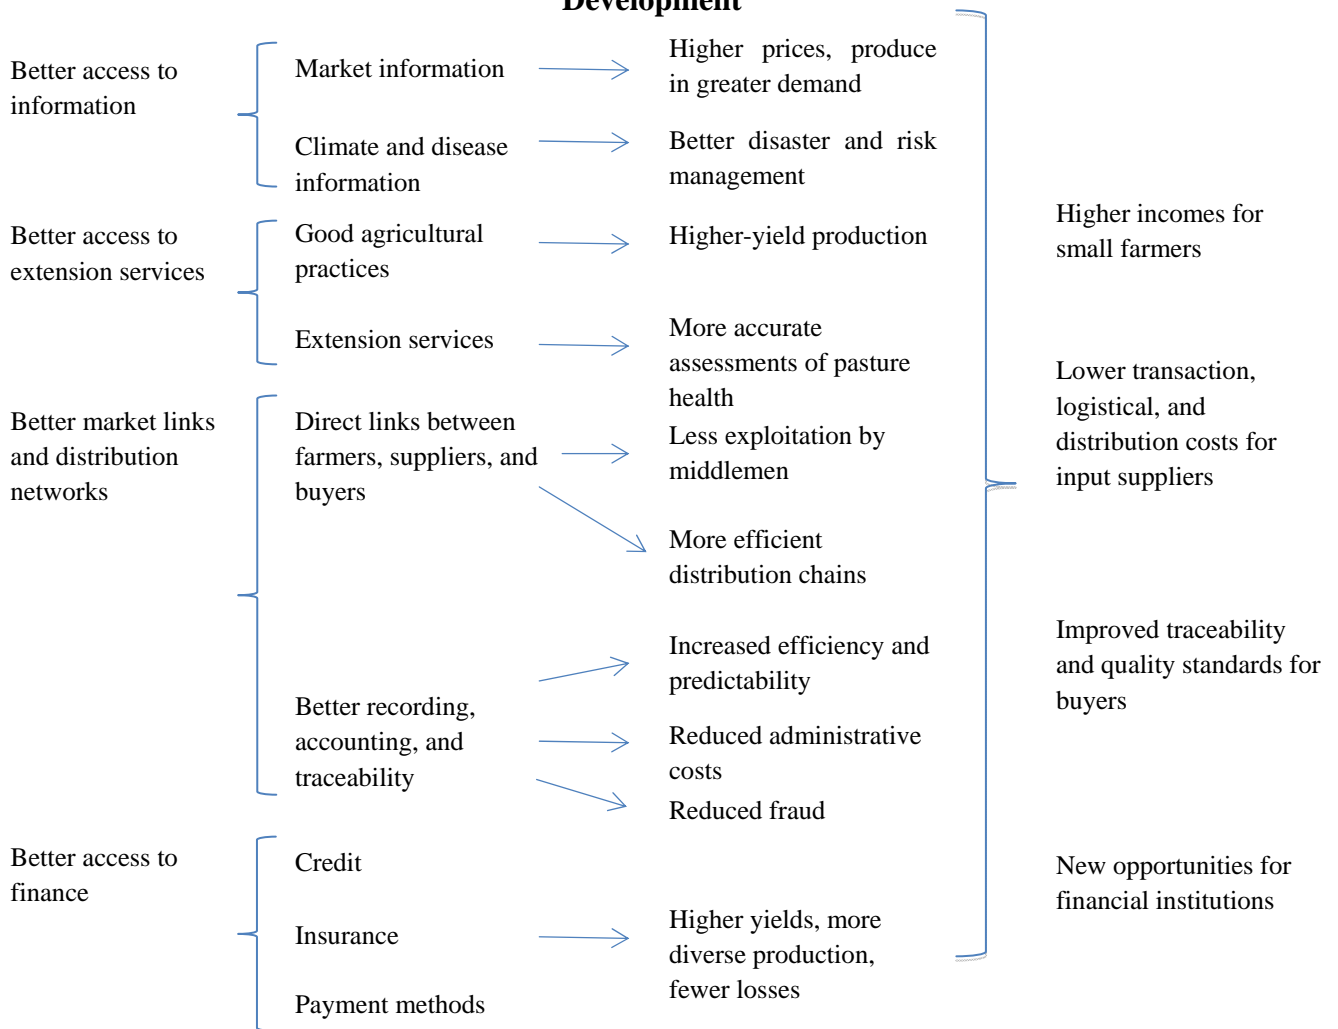 Development
Better access to
information
Market information
Higher prices, produce
in greater demand
Climate and disease
information
Better disaster and risk
management
Better access to
extension services
Good agricultural
practices
Higher-yield production
Extension services
More accurate
assessments of pasture
health
Better market links
and distribution
networks
Direct links between
farmers, suppliers, and
buyers
Less exploitation by
middlemen
More efficient
distribution chains
Better recording,
accounting, and
traceability
Increased efficiency and
predictability
Reduced administrative
costs
Reduced fraud
Better access to
finance
Credit
Insurance
Payment methods
Higher yields, more
diverse production,
fewer losses
Higher incomes for
small farmers
Lower transaction,
logistical, and
distribution costs for
input suppliers
Improved traceability
and quality standards for
buyers
New opportunities for
financial institutions